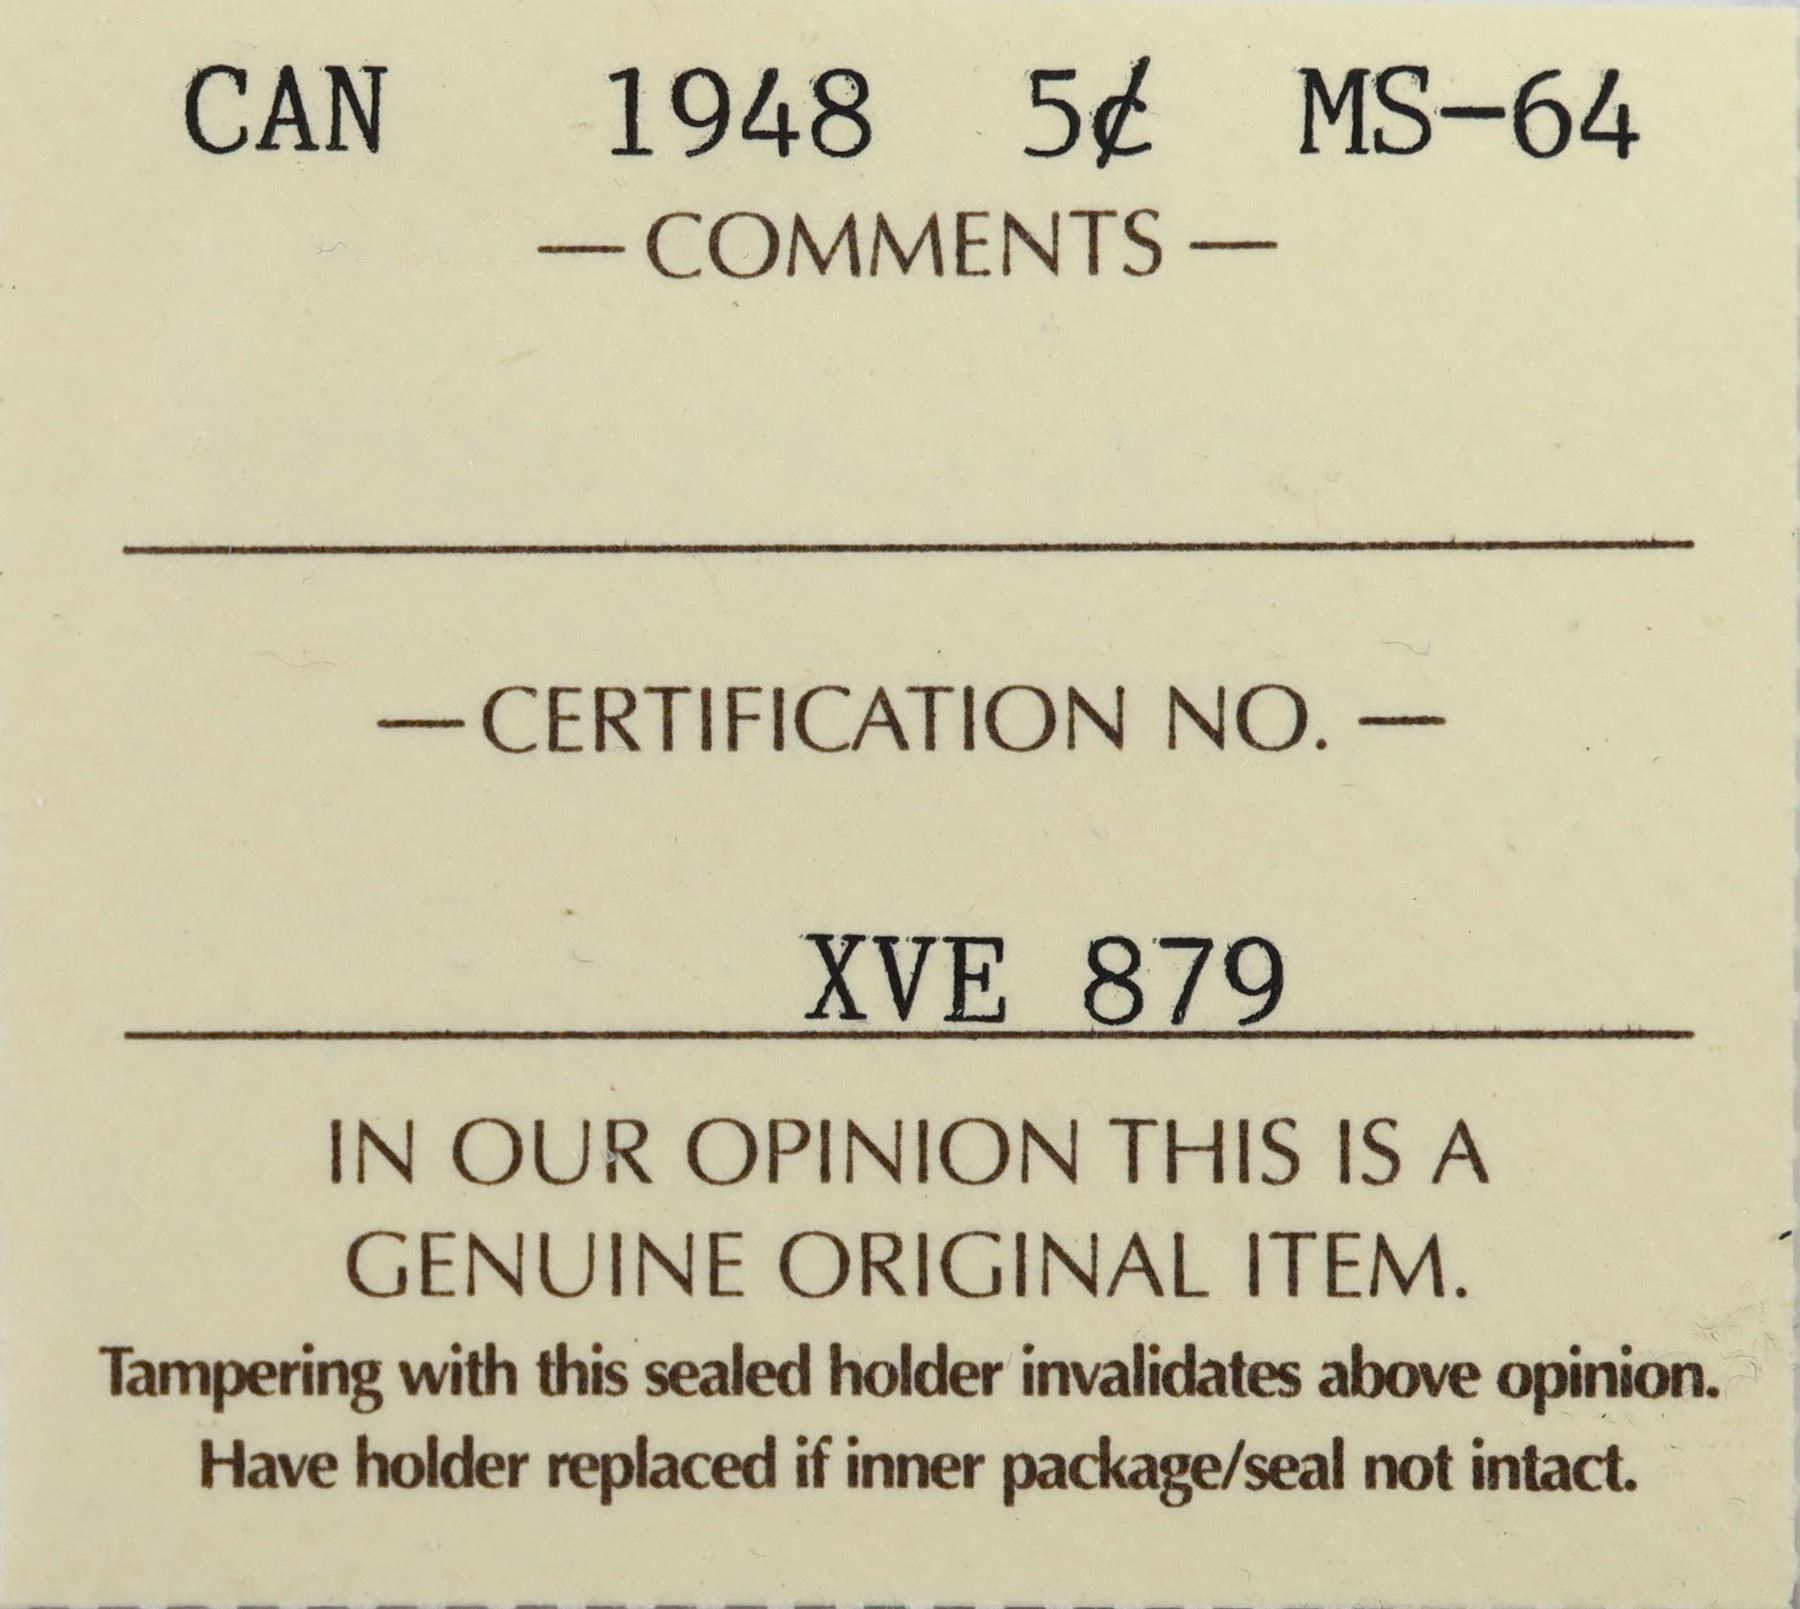 CAN 1948 5¢ MS-64
— COMMENTS —
— CERTIFICATION NO. —
XVE 879
IN OUR OPINION THIS IS A
GENUINE ORIGINAL ITEM.
Tampering with this sealed holder invalidates above opinion.
Have holder replaced if inner package/seal not intact.